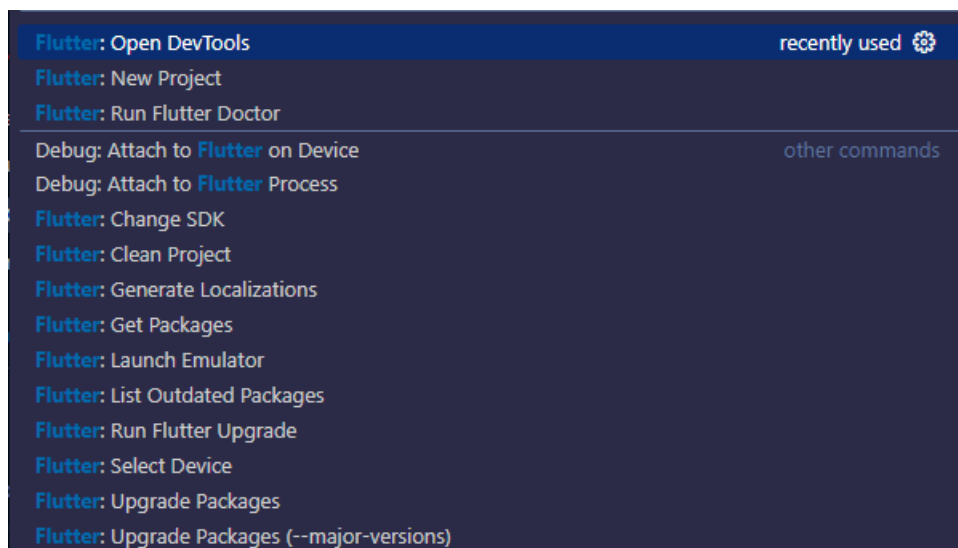 Flutter: Open DevTools recently used
Flutter: New Project
Flutter: Run Flutter Doctor
Debug: Attach to Flutter on Device other commands
Debug: Attach to Flutter Process
Flutter: Change SDK
Flutter: Clean Project
Flutter: Generate Localizations
Flutter: Get Packages
Flutter: Launch Emulator
Flutter: List Outdated Packages
Flutter: Run Flutter Upgrade
Flutter: Select Device
Flutter: Upgrade Packages
Flutter: Upgrade Packages (--major-versions)